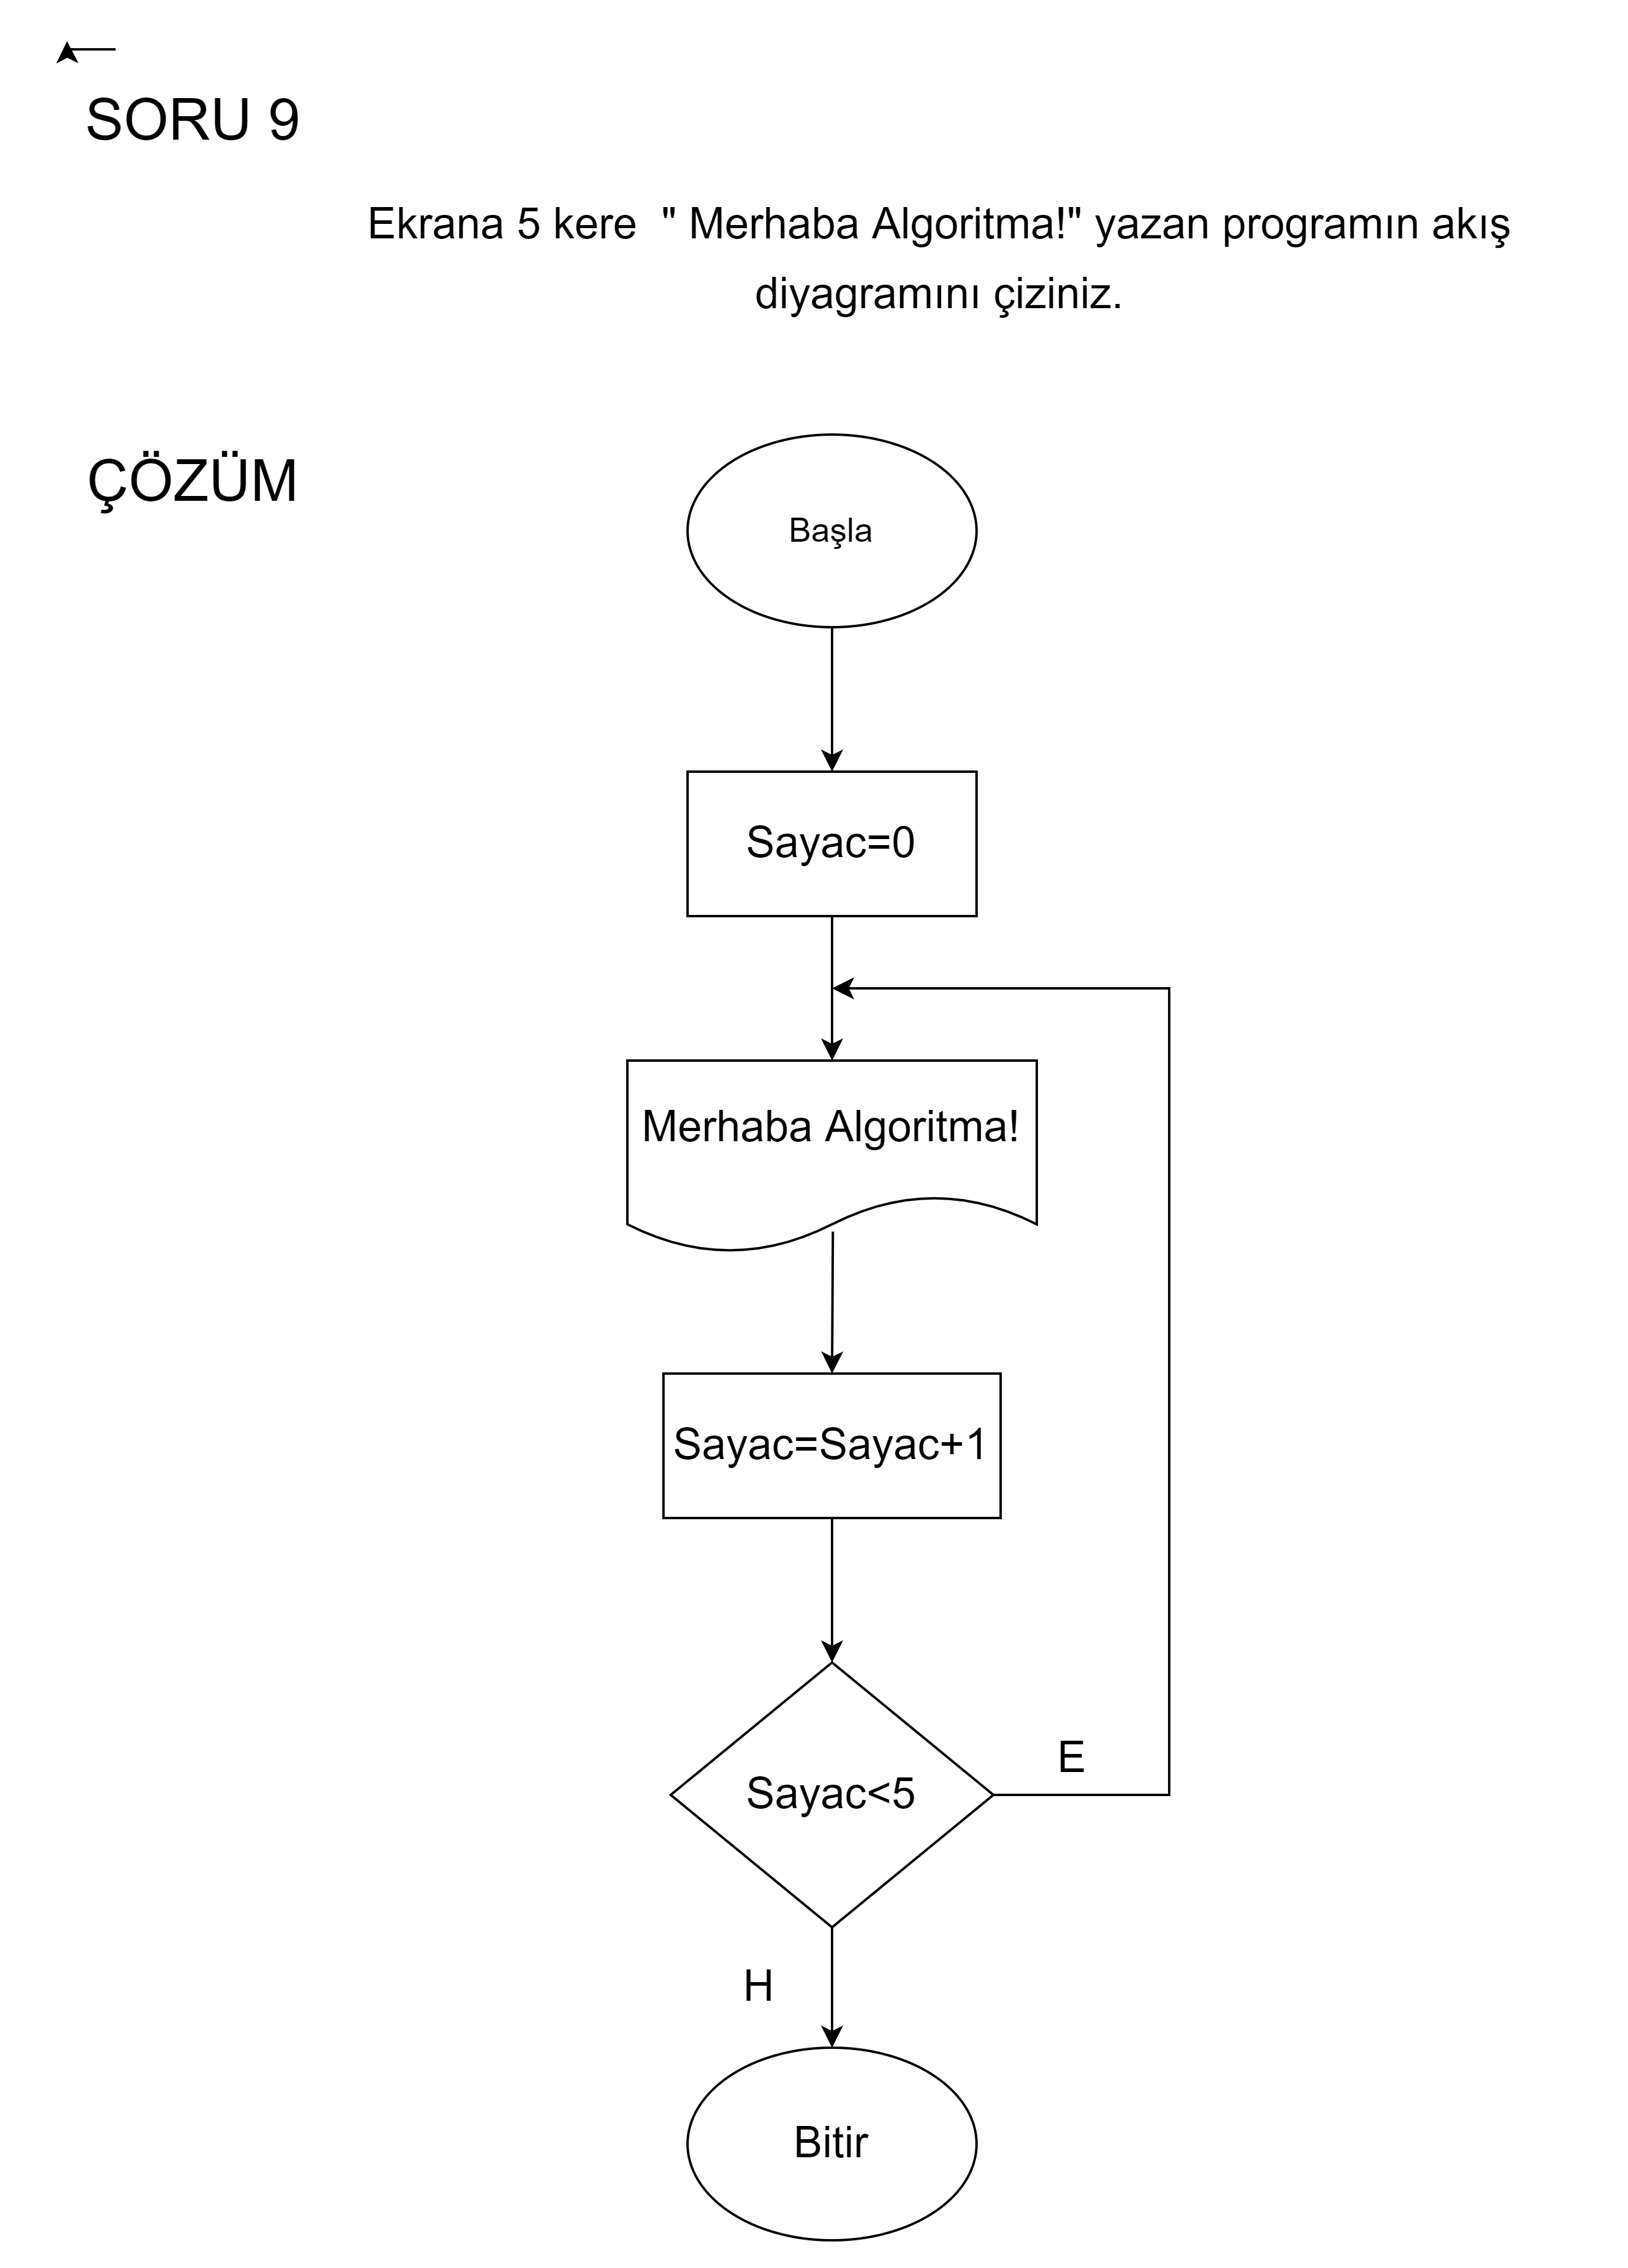 SORU 9
Ekrana 5 kere  " Merhaba Algoritma!" yazan programın akış
diyagramını çiziniz.
ÇÖZÜM
Başla
Sayac=0
Merhaba Algoritma!
Sayac=Sayac+1
Sayac<5
E
H
Bitir